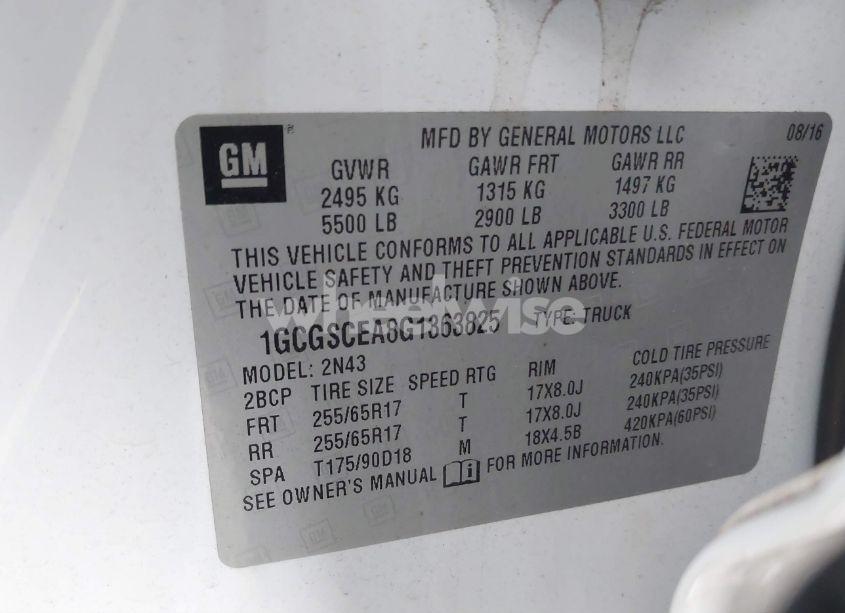 GM
MFD BY GENERAL MOTORS LLC 08/16
GVWR GAWR FRT GAWR RR
2495 KG 1315 KG 1497 KG
5500 LB 2900 LB 3300 LB
THIS VEHICLE CONFORMS TO ALL APPLICABLE U.S. FEDERAL MOTOR
VEHICLE SAFETY AND THEFT PREVENTION STANDARDS IN EFFECT ON
THE DATE OF MANUFACTURE SHOWN ABOVE.
1GCGSCEA8G1363825 TYPE: TRUCK
wheelwise
MODEL: 2N43
2BCP TIRE SIZE SPEED RTG RIM COLD TIRE PRESSURE
FRT 255/65R17 T 17X8.0J 240KPA(35PSI)
RR 255/65R17 T 17X8.0J 240KPA(35PSI)
SPA T175/90D18 M 18X4.5B 420KPA(60PSI)
SEE OWNER'S MANUAL FOR MORE INFORMATION.